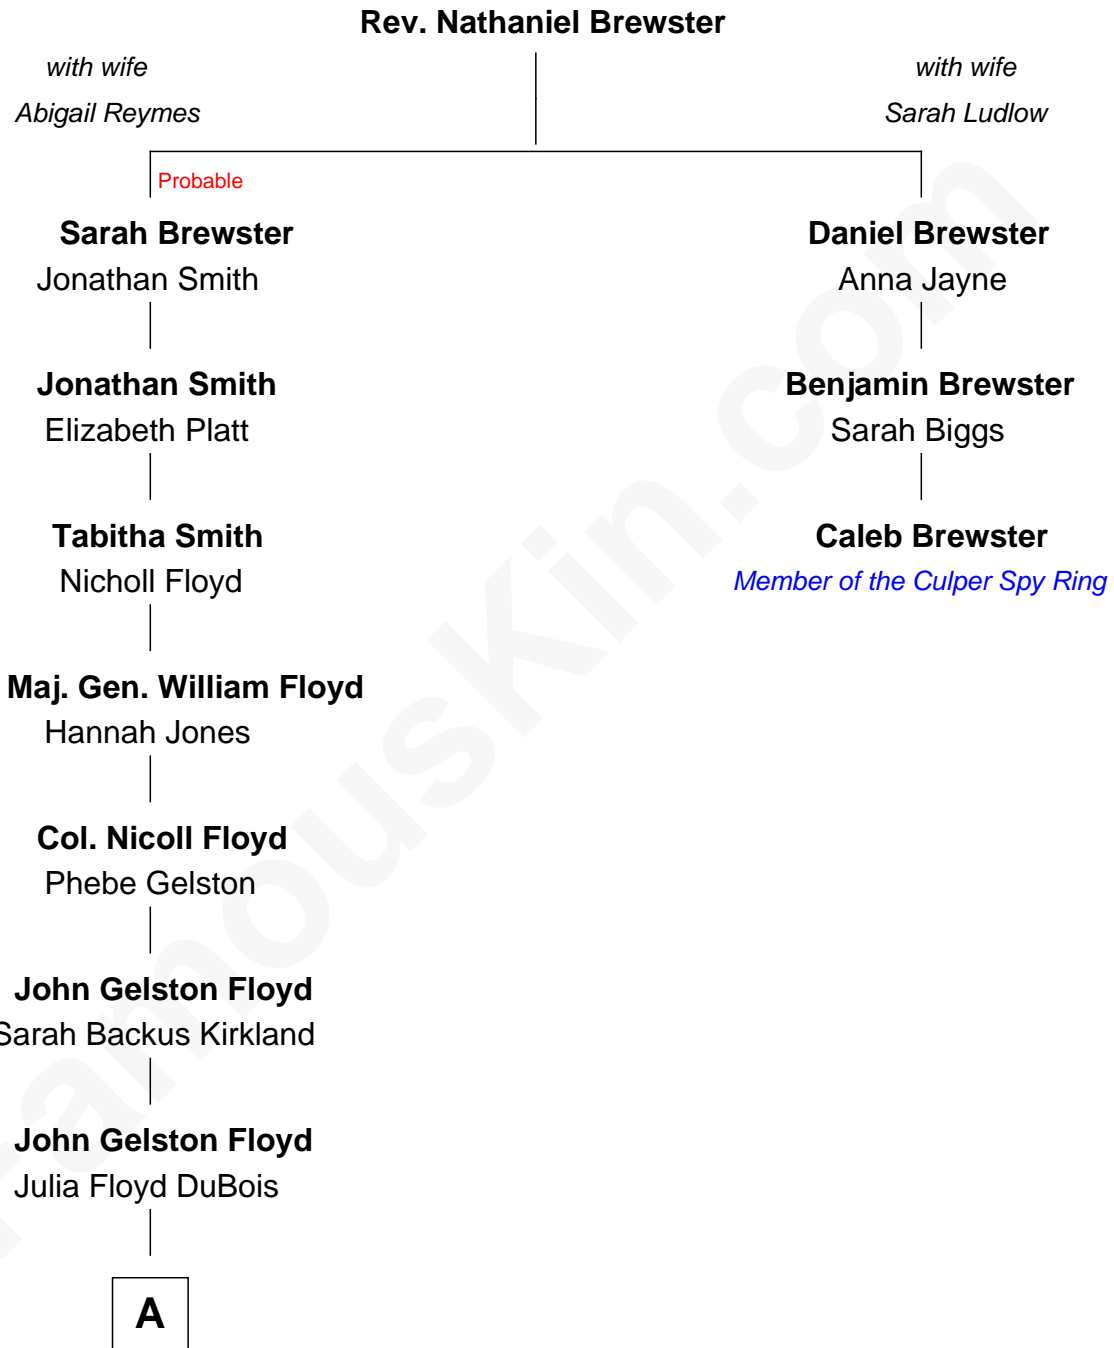 Rev. Nathaniel Brewster
with wife
Abigail Reymes
with wife
Sarah Ludlow
Probable
Sarah Brewster
Jonathan Smith
Daniel Brewster
Anna Jayne
Jonathan Smith
Elizabeth Platt
Benjamin Brewster
Sarah Biggs
Tabitha Smith
Nicholl Floyd
Caleb Brewster
Member of the Culper Spy Ring
Maj. Gen. William Floyd
Hannah Jones
Col. Nicoll Floyd
Phebe Gelston
John Gelston Floyd
Sarah Backus Kirkland
John Gelston Floyd
Julia Floyd DuBois
A
FamousKin.com